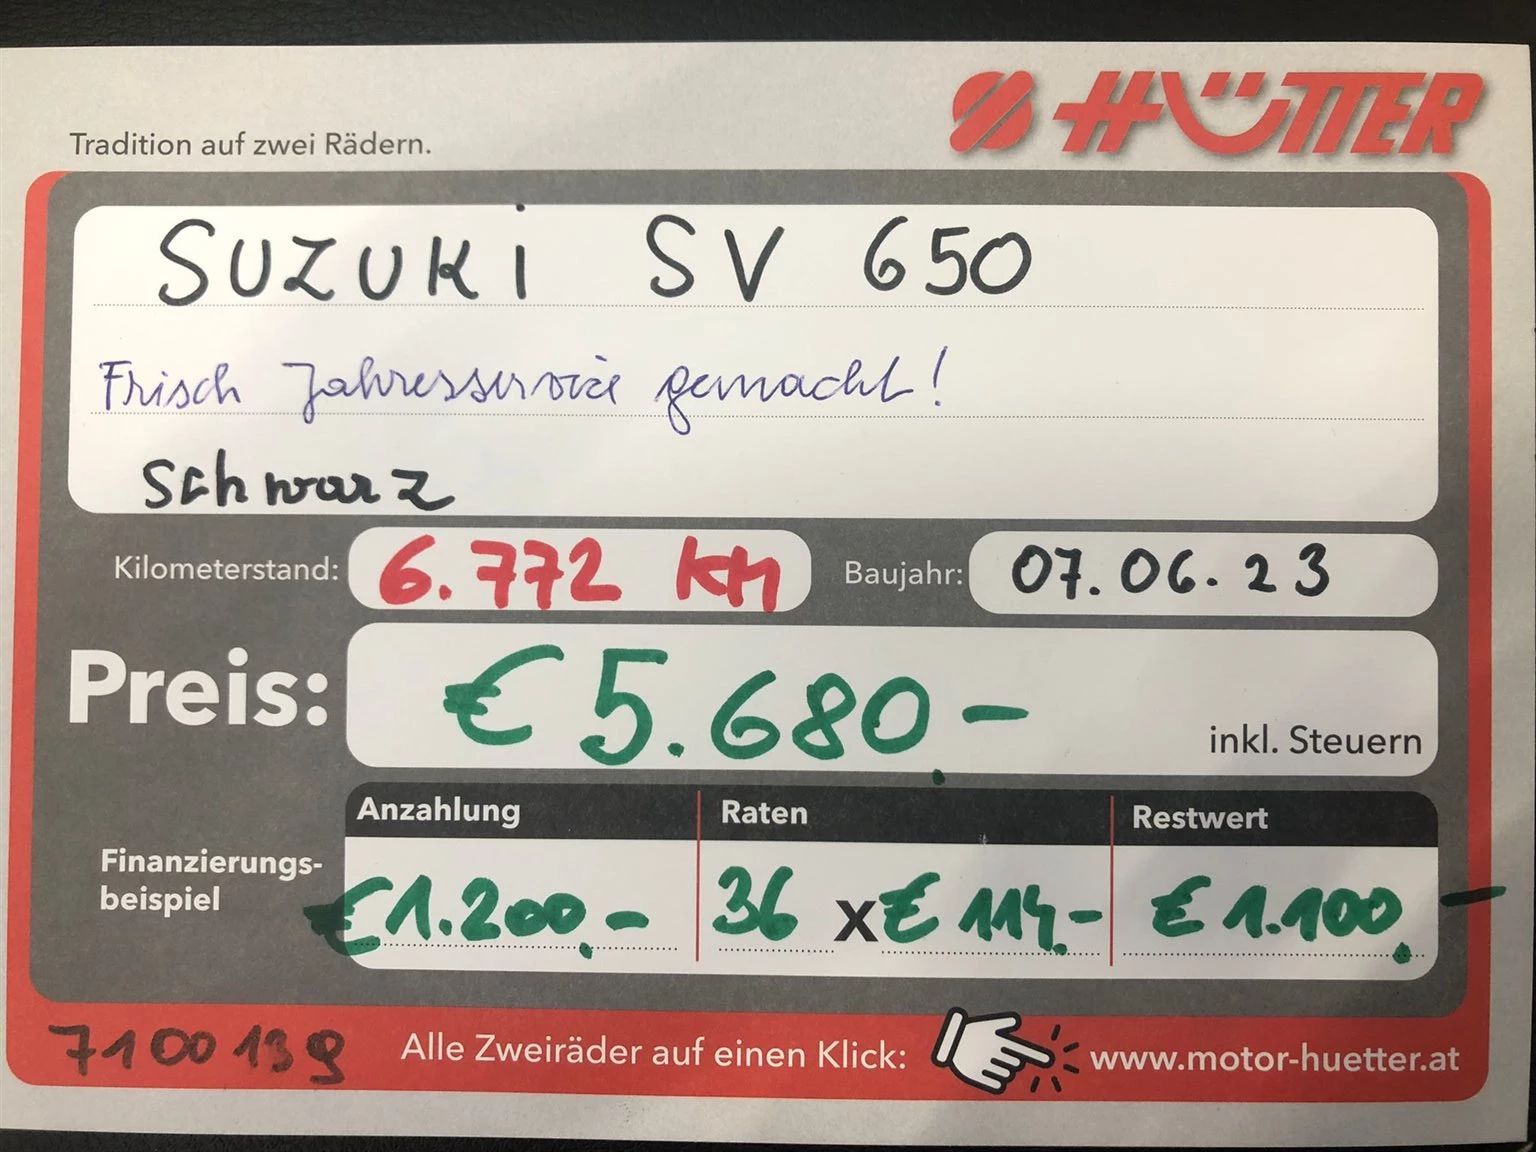 HÜTTER
Tradition auf zwei Rädern.
SUZUKi SV 650
Frisch Jahresservice gemacht!
schwarz
Kilometerstand: 6.772 KM Baujahr: 07.06.23
Preis: € 5.680,- inkl. Steuern
Anzahlung Raten Restwert
Finanzierungs-
beispiel
€ 1.200,- 36 x € 114,- € 1.100,-
7100139 Alle Zweiräder auf einen Klick: www.motor-huetter.at